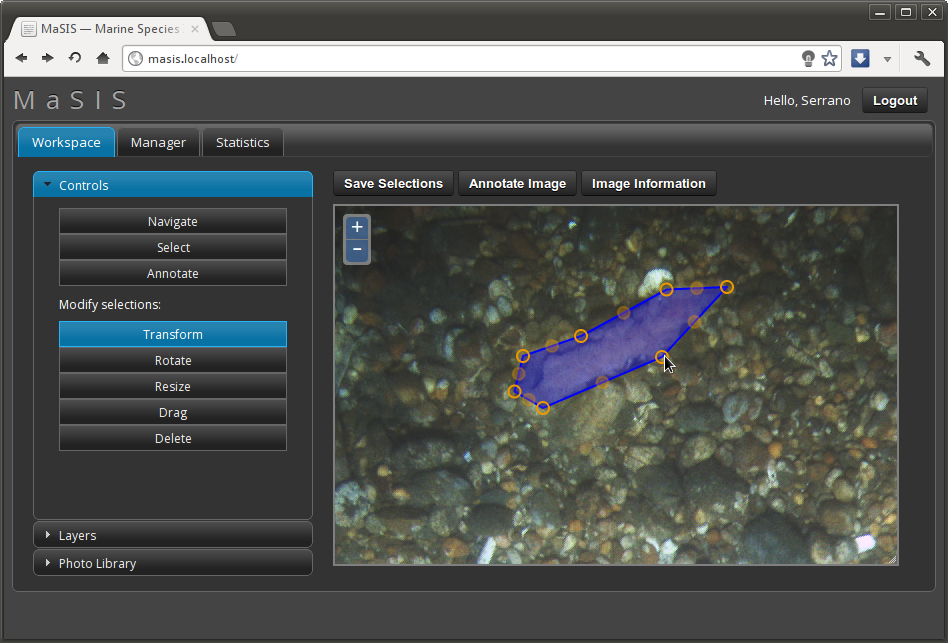 MaSIS — Marine Species
masis.localhost/
MaSIS
Hello, Serrano
Logout
Workspace
Manager
Statistics
Controls
Navigate
Select
Annotate
Modify selections:
Transform
Rotate
Resize
Drag
Delete
Layers
Photo Library
Save Selections
Annotate Image
Image Information
+
−